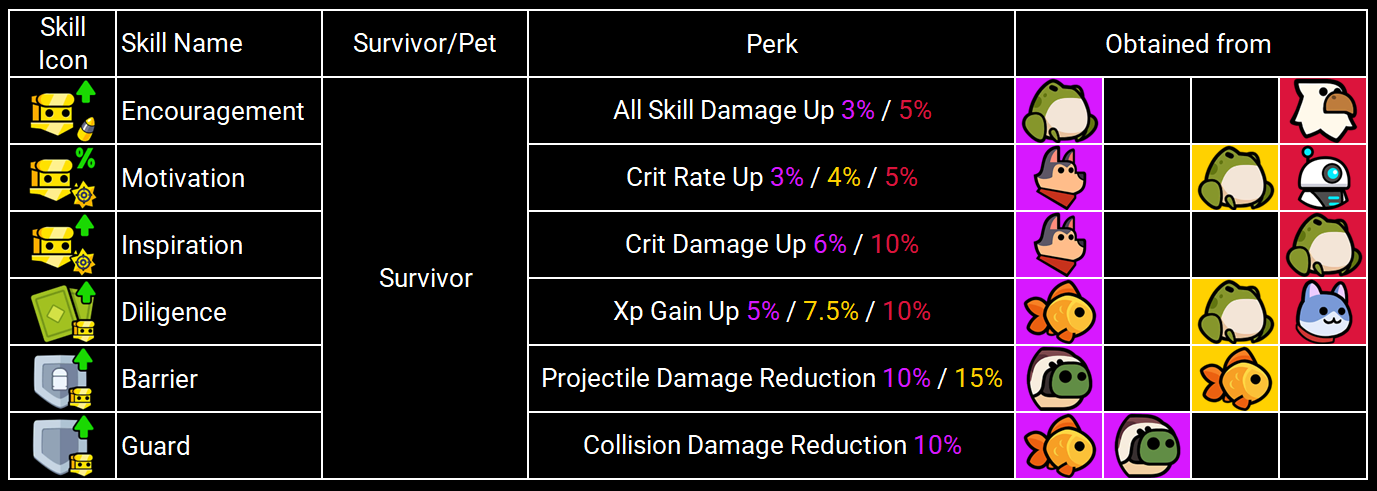 Skill
Icon
Skill Name
Survivor/Pet
Perk
Obtained from
Encouragement
All Skill Damage Up 3% / 5%
%
Motivation
Crit Rate Up 3% / 4% / 5%
Inspiration
Crit Damage Up 6% / 10%
Survivor
Diligence
Xp Gain Up 5% / 7.5% / 10%
Barrier
Projectile Damage Reduction 10% / 15%
Guard
Collision Damage Reduction 10%